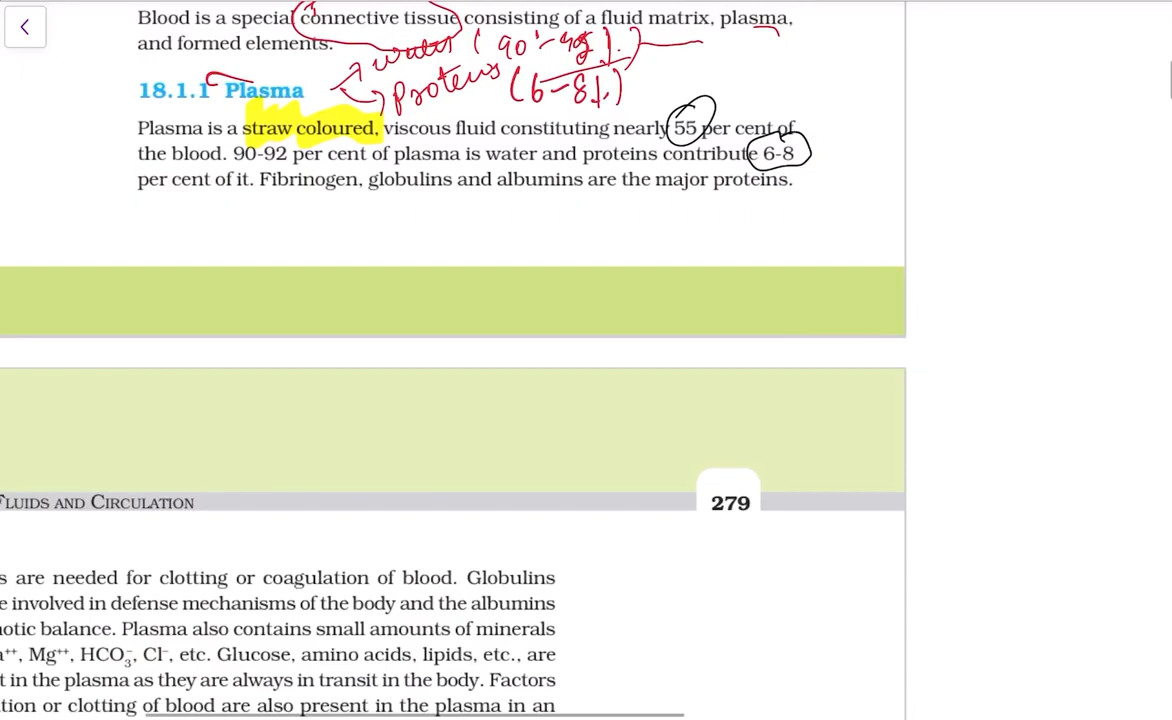 Blood is a special connective tissue consisting of a fluid matrix, plasma,
and formed elements.
water (90-92%)
18.1.1 Plasma
Proteins (6-8%)
Plasma is a straw coloured, viscous fluid constituting nearly 55 per cent of
the blood. 90-92 per cent of plasma is water and proteins contribute 6-8
per cent of it. Fibrinogen, globulins and albumins are the major proteins.
FLUIDS AND CIRCULATION
279
s are needed for clotting or coagulation of blood. Globulins
e involved in defense mechanisms of the body and the albumins
notic balance. Plasma also contains small amounts of minerals
a⁺⁺, Mg⁺⁺, HCO₃⁻, Cl⁻, etc. Glucose, amino acids, lipids, etc., are
t in the plasma as they are always in transit in the body. Factors
tion or clotting of blood are also present in the plasma in an